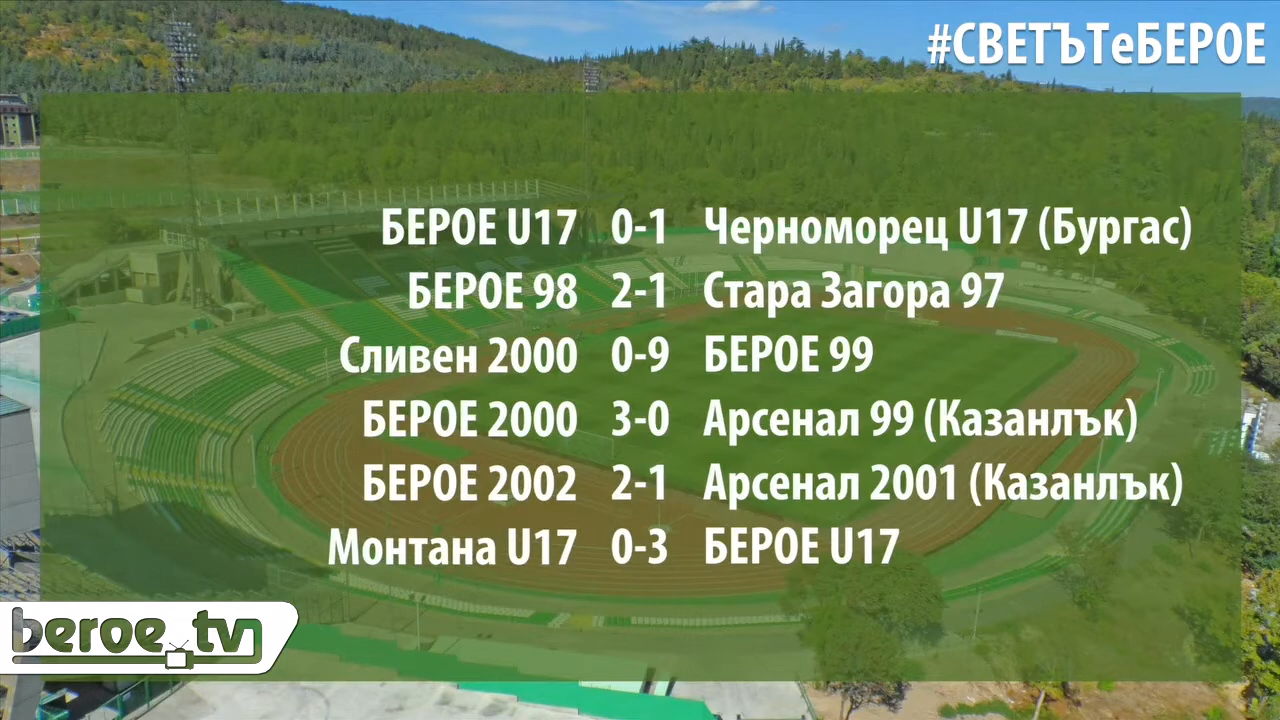 #СВЕТЪТеБЕРОЕ
БЕРОЕ U17 0-1 Черноморец U17 (Бургас)
БЕРОЕ 98 2-1 Стара Загора 97
Сливен 2000 0-9 БЕРОЕ 99
БЕРОЕ 2000 3-0 Арсенал 99 (Казанлък)
БЕРОЕ 2002 2-1 Арсенал 2001 (Казанлък)
Монтана U17 0-3 БЕРОЕ U17
beroe.tv